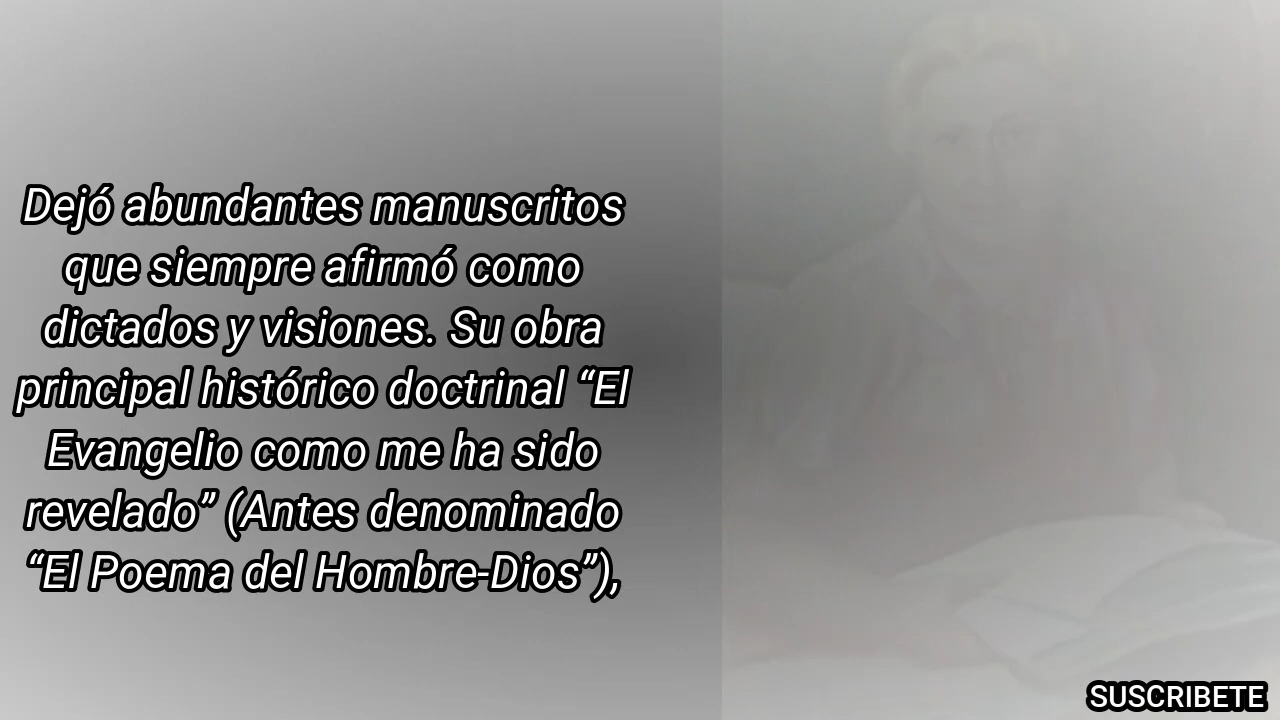 Dejó abundantes manuscritos
que siempre afirmó como
dictados y visiones. Su obra
principal histórico doctrinal “El
Evangelio como me ha sido
revelado” (Antes denominado
“El Poema del Hombre-Dios”),
SUSCRIBETE